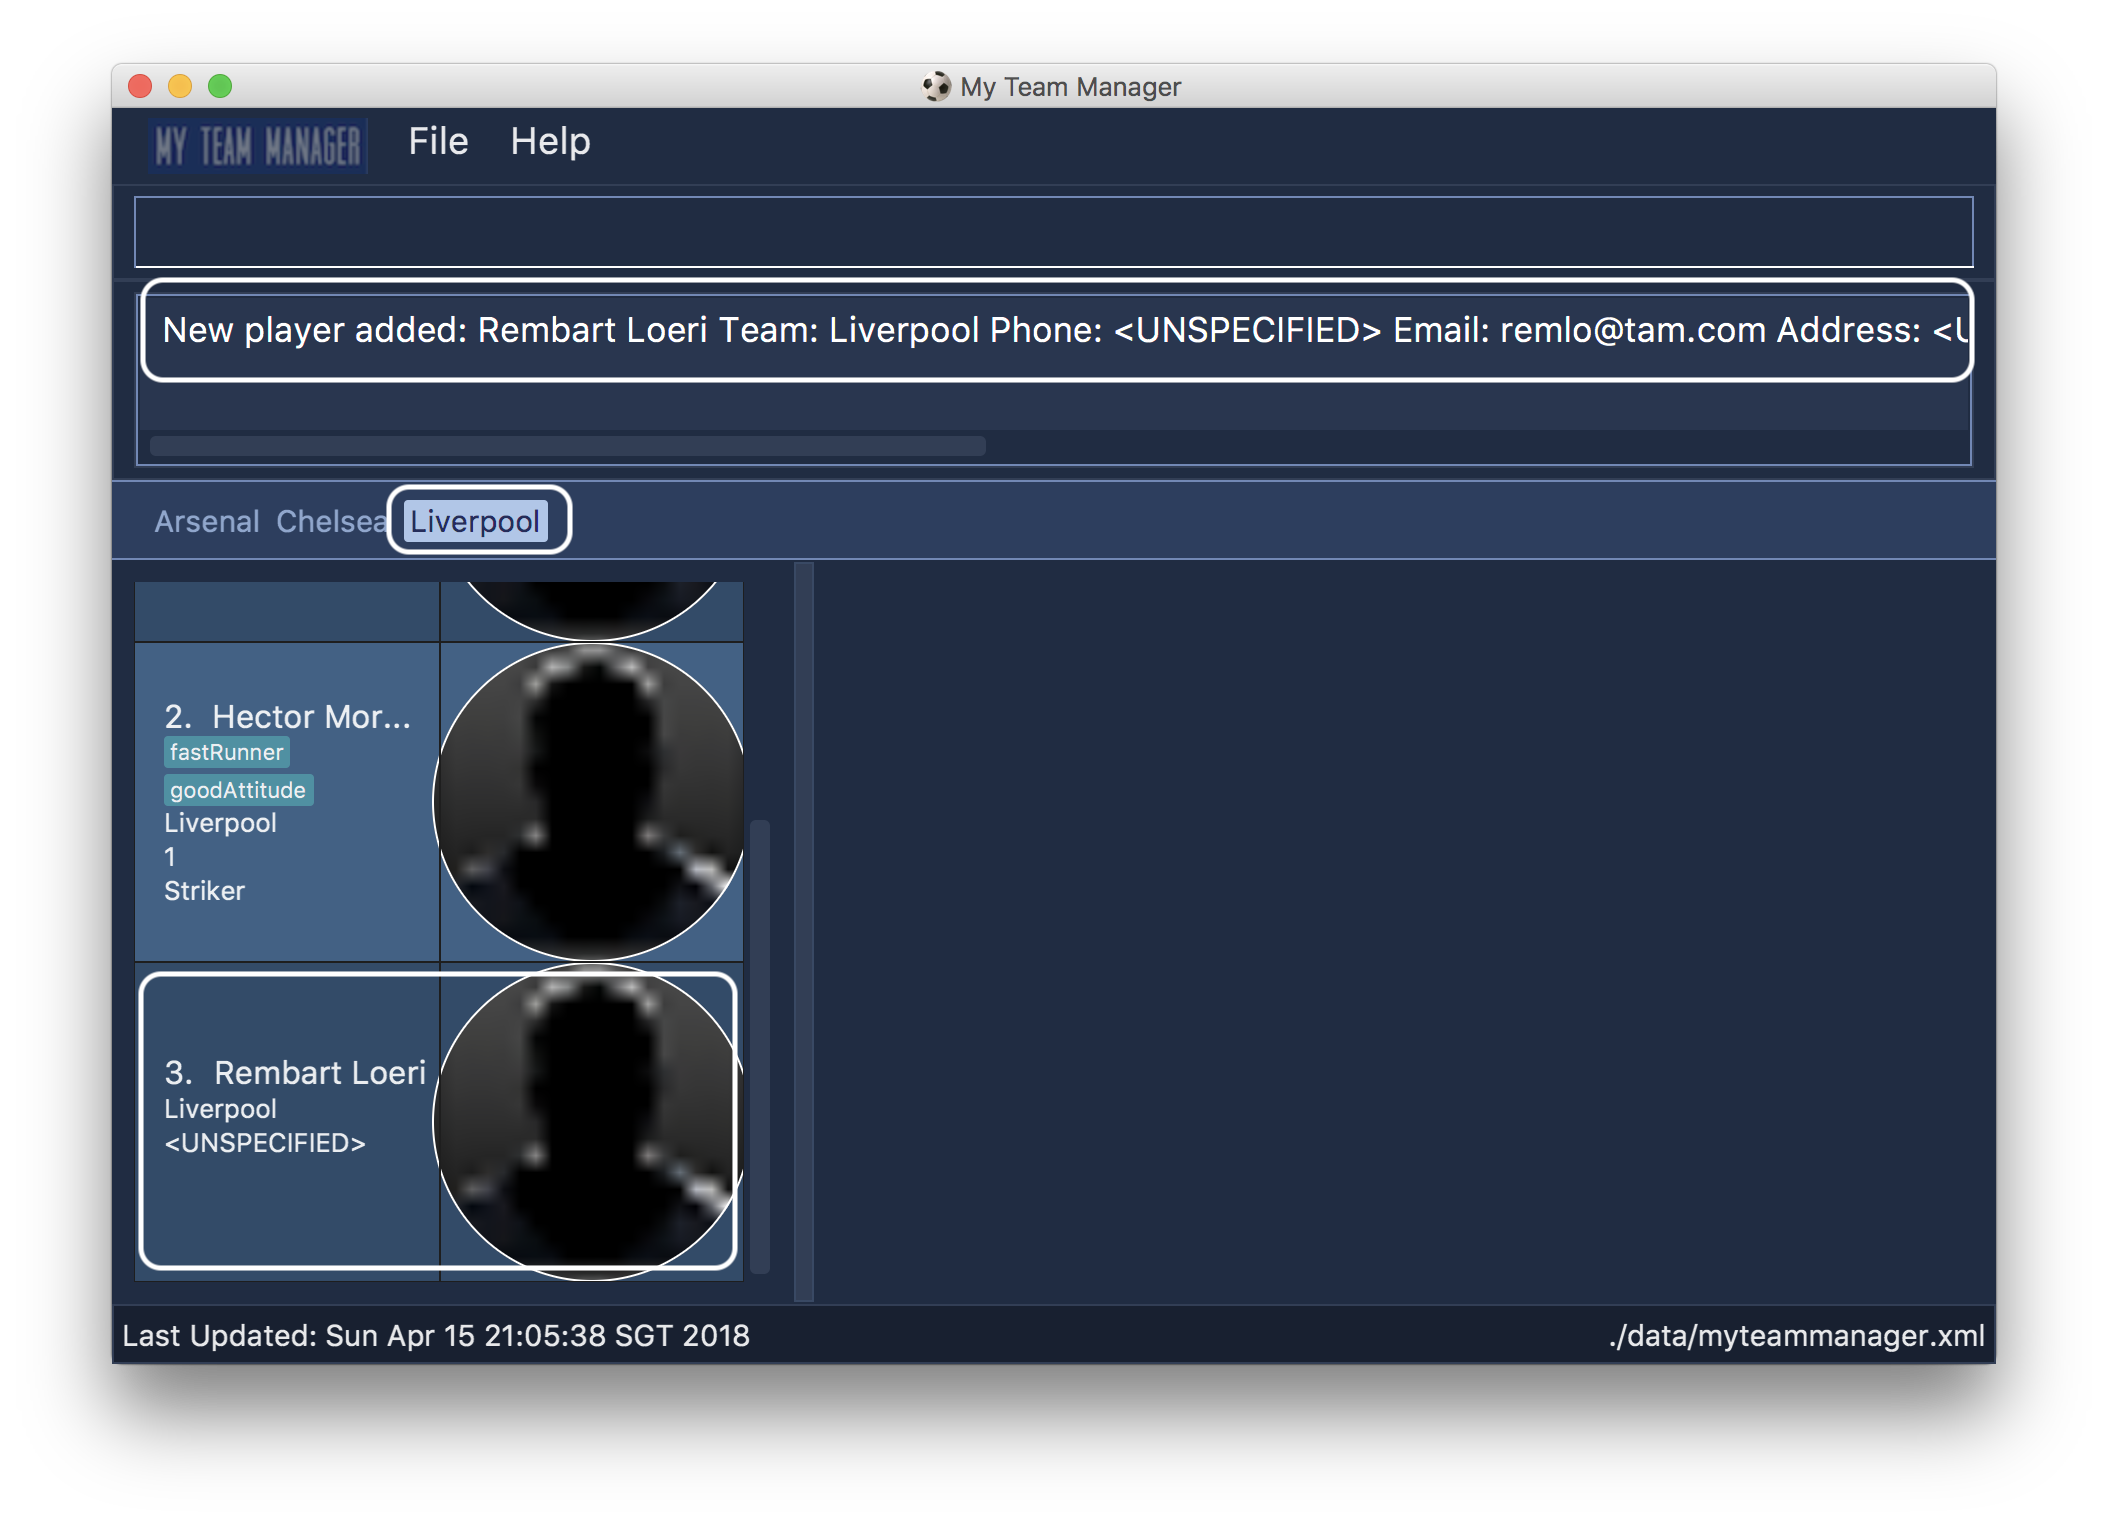 My Team Manager
MY TEAM MANAGER File Help
New player added: Rembart Loeri Team: Liverpool Phone: <UNSPECIFIED> Email: remlo@tam.com Address: <U
Arsenal Chelsea Liverpool
2. Hector Mor...
fastRunner
goodAttitude
Liverpool
1
Striker
3. Rembart Loeri
Liverpool
<UNSPECIFIED>
Last Updated: Sun Apr 15 21:05:38 SGT 2018 ./data/myteammanager.xml